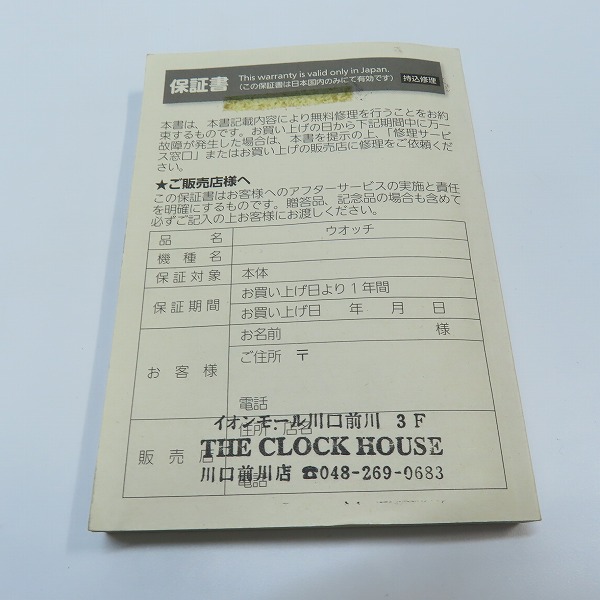 保証書 This warranty is valid only in Japan.
（この保証書は日本国内のみにて有効です） 持込修理
本書は、本書記載内容により無料修理を行うことをお約
束するものです。お買い上げの日から下記期間中に万一
故障が発生した場合は、本書を提示の上、「修理サービ
ス窓口」またはお買い上げの販売店に修理をご依頼くだ
さい。
★ご販売店様へ
この保証書はお客様へのアフターサービスの実施と責任
を明確にするものです。贈答品、記念品の場合も含めて
必ずご記入の上お客様にお渡しください。
品名 ウオッチ
機種名
保証対象 本体
保証期間 お買い上げ日より1年間
お買い上げ日 年 月 日
お客様 お名前 様
ご住所 〒
電話
販売店 住所・店名
イオンモール川口前川 3F
THE CLOCK HOUSE
川口前川店 ☎048-269-0683
電話